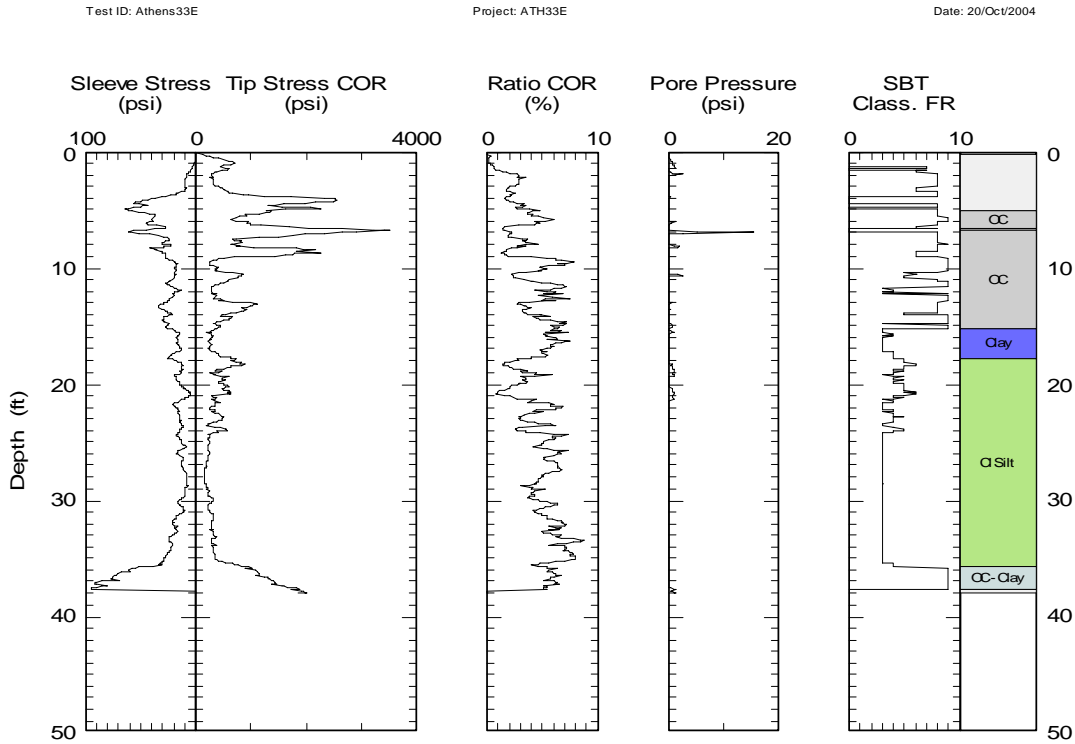 Test ID: Athens33E Project: ATH33E Date: 20/Oct/2004
Sleeve Stress Tip Stress COR Ratio COR Pore Pressure SBT
(psi) (psi) (%) (psi) Class. FR
100 0 4000 0 10 0 20 0 10
0 0
OC
10 OC 10
Clay
20 20
Cl Silt
30 30
OC-Clay
40 40
50 50
Depth (ft)